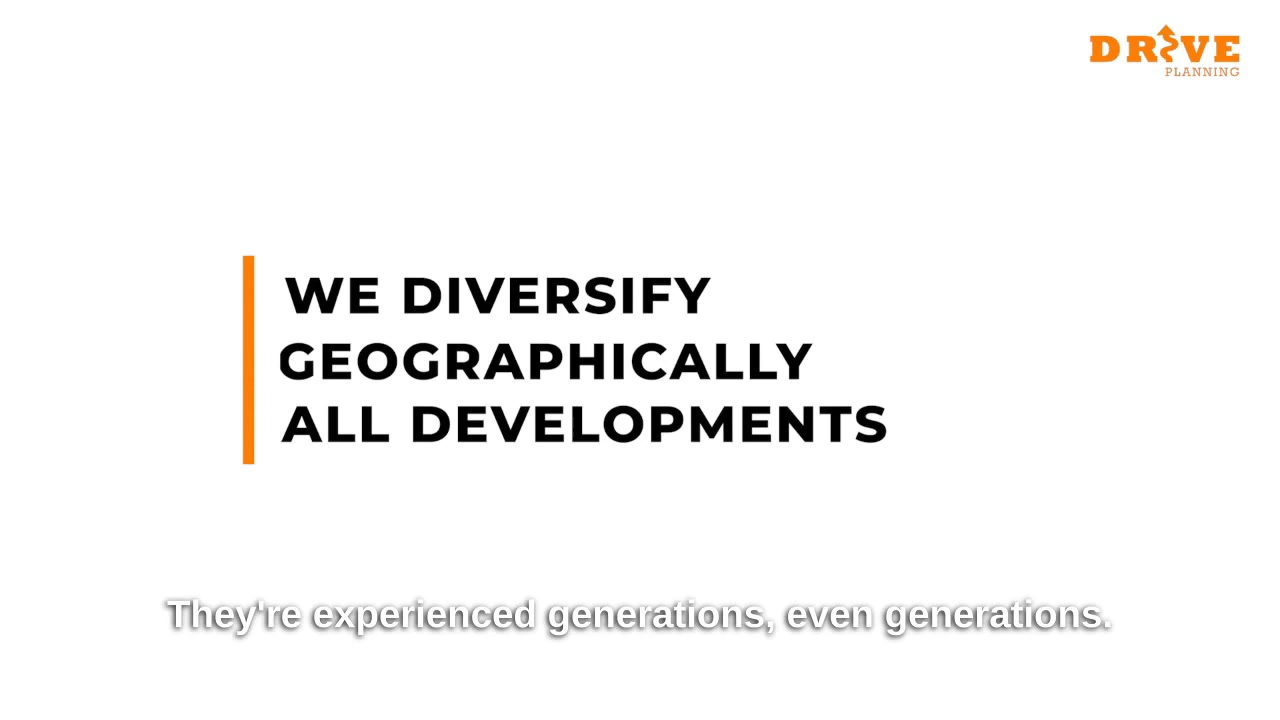 DRIVE
PLANNING
WE DIVERSIFY
GEOGRAPHICALLY
ALL DEVELOPMENTS
They're experienced generations, even generations.